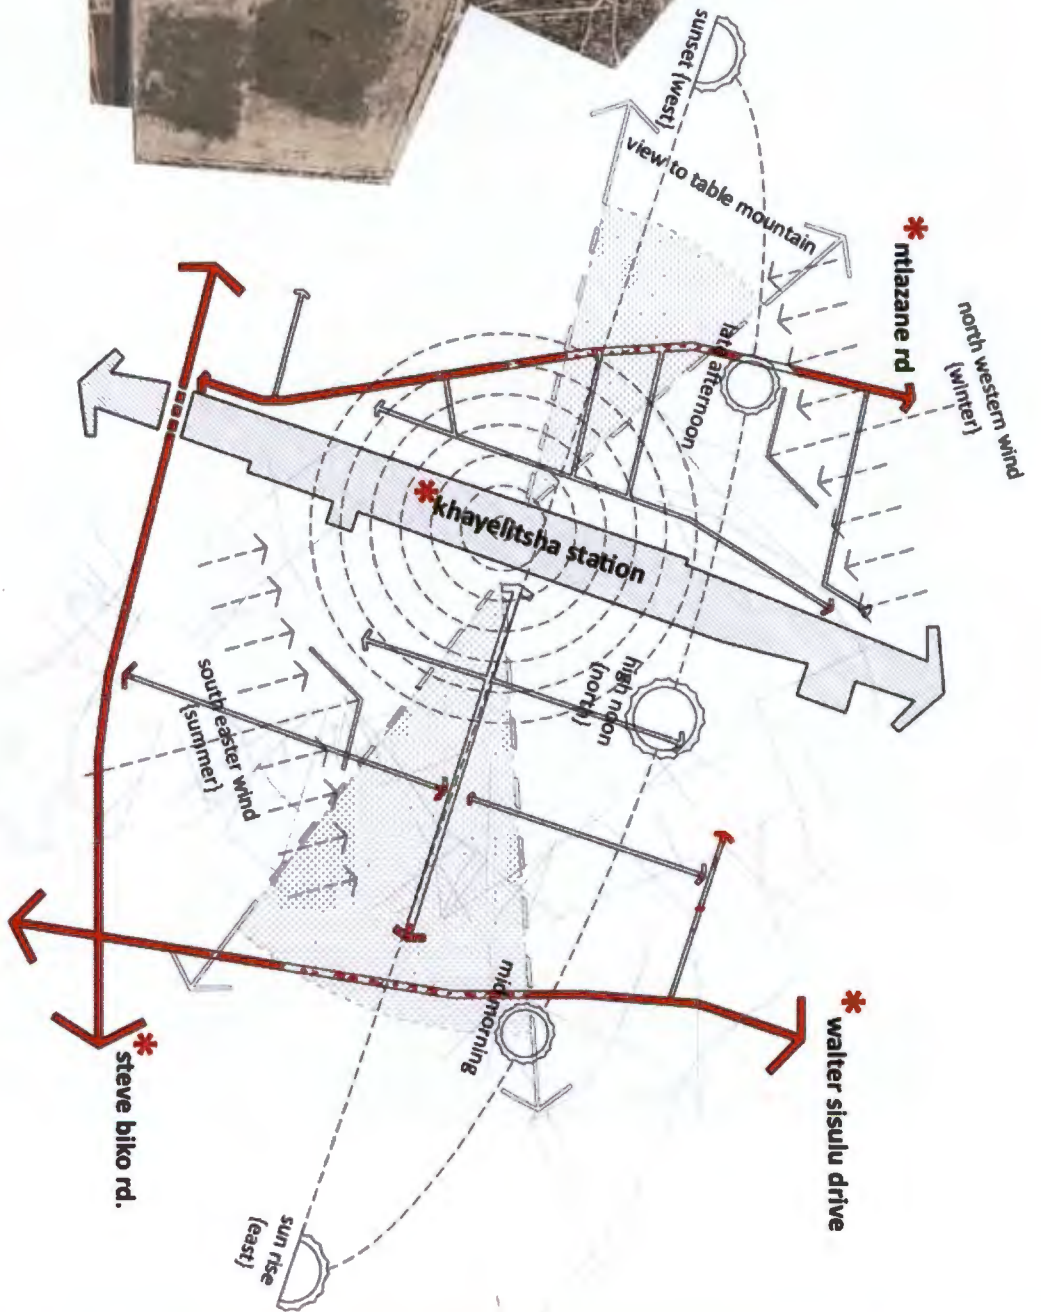 sunset {west}
view to table mountain
* ntlazane rd
north western wind
{winter}
late afternoon
* khayelitsha station
high noon
{north}
south easter wind
{summer}
mid morning
* walter sisulu drive
* steve biko rd.
sun rise
{east}